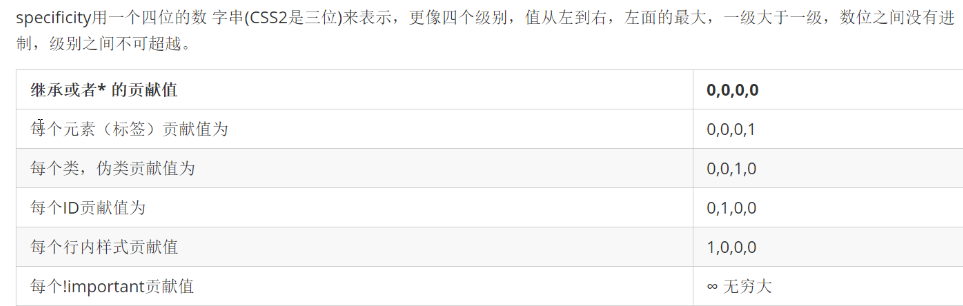 specificity用一个四位的数 字串(CSS2是三位)来表示，更像四个级别，值从左到右，左面的最大，一级大于一级，数位之间没有进
制，级别之间不可超越。
继承或者* 的贡献值 0,0,0,0
每个元素（标签）贡献值为 0,0,0,1
每个类，伪类贡献值为 0,0,1,0
每个ID贡献值为 0,1,0,0
每个行内样式贡献值 1,0,0,0
每个!important贡献值 ∞ 无穷大